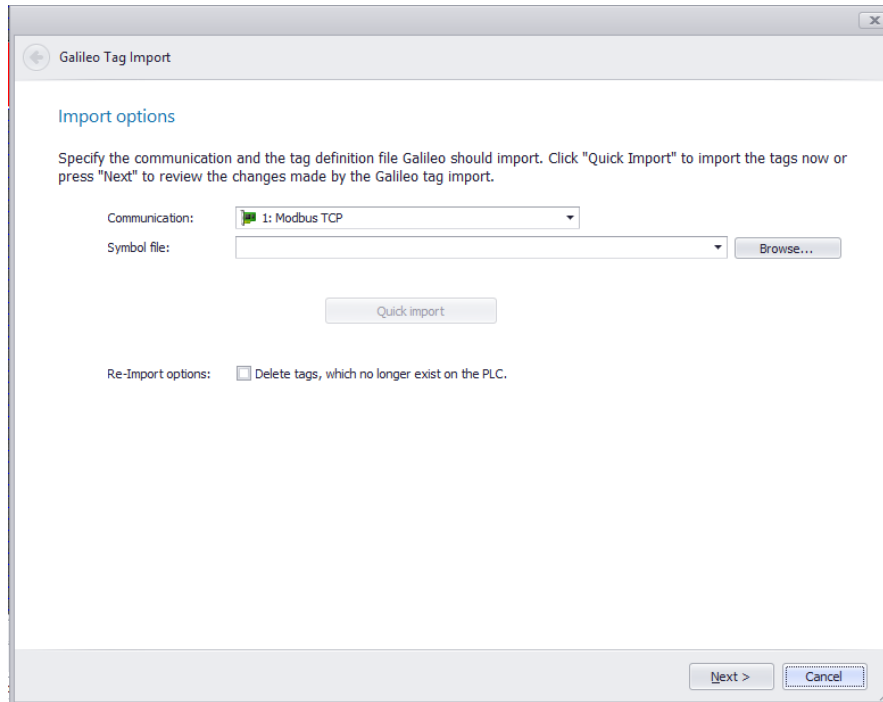 Galileo Tag Import
Import options
Specify the communication and the tag definition file Galileo should import. Click "Quick Import" to import the tags now or
press "Next" to review the changes made by the Galileo tag import.
Communication: 1: Modbus TCP
Symbol file: Browse...
Quick import
Re-Import options: Delete tags, which no longer exist on the PLC.
Next > Cancel